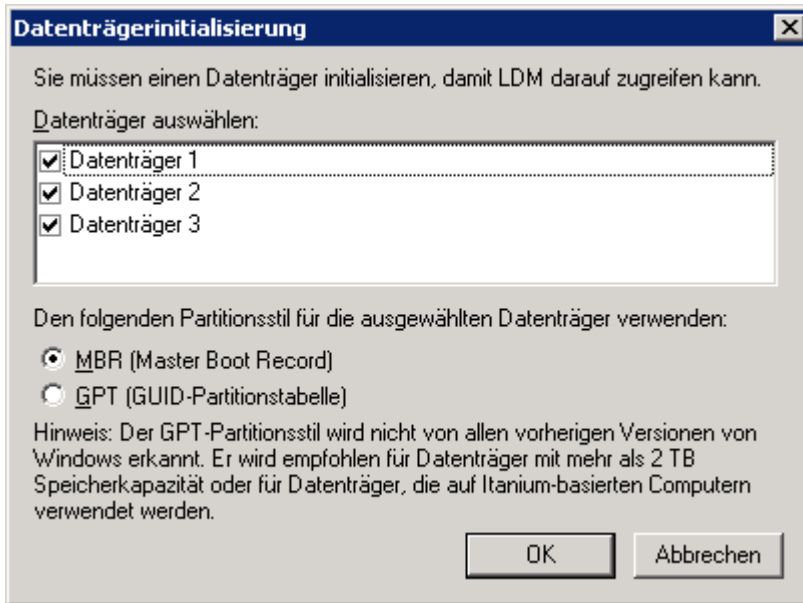 Datenträgerinitialisierung
Sie müssen einen Datenträger initialisieren, damit LDM darauf zugreifen kann.
Datenträger auswählen:
Datenträger 1
Datenträger 2
Datenträger 3
Den folgenden Partitionsstil für die ausgewählten Datenträger verwenden:
MBR (Master Boot Record)
GPT (GUID-Partitionstabelle)
Hinweis: Der GPT-Partitionsstil wird nicht von allen vorherigen Versionen von
Windows erkannt. Er wird empfohlen für Datenträger mit mehr als 2 TB
Speicherkapazität oder für Datenträger, die auf Itanium-basierten Computern
verwendet werden.
OK Abbrechen